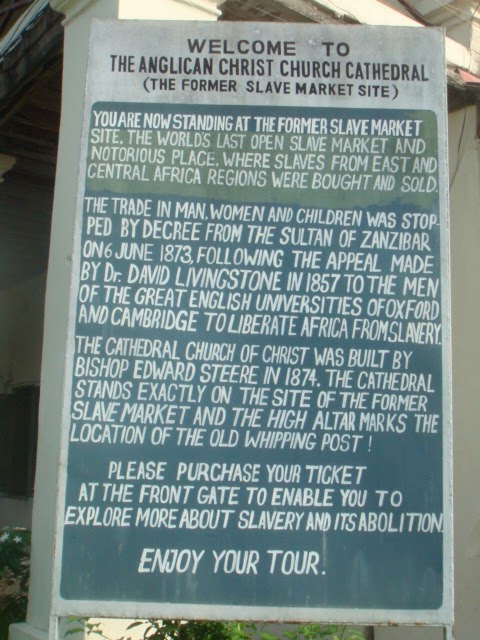 WELCOME TO
THE ANGLICAN CHRIST CHURCH CATHEDRAL
(THE FORMER SLAVE MARKET SITE)
YOU ARE NOW STANDING AT THE FORMER SLAVE MARKET
SITE, THE WORLDS LAST OPEN SLAVE MARKET AND
NOTORIOUS PLACE. WHERE SLAVES FROM EAST AND
CENTRAL AFRICA REGIONS WERE BOUGHT AND SOLD.
THE TRADE IN MAN, WOMEN AND CHILDREN WAS STOP-
PED BY DECREE FROM THE SULTAN OF ZANZIBAR
ON 6 JUNE 1873, FOLLOWING THE APPEAL MADE
BY Dr. DAVID LIVINGSTONE IN 1857 TO THE MEN
OF THE GREAT ENGLISH UNIVERSITIES OF OXFORD
AND CAMBRIDGE TO LIBERATE AFRICA FROM SLAVERY.
THE CATHEDRAL CHURCH OF CHRIST WAS BUILT BY
BISHOP EDWARD STEERE IN 1874. THE CATHEDRAL
STANDS EXACTLY ON THE SITE OF THE FORMER
SLAVE MARKET AND THE HIGH ALTAR MARKS THE
LOCATION OF THE OLD WHIPPING POST!
PLEASE PURCHASE YOUR TICKET
AT THE FRONT GATE TO ENABLE YOU TO
EXPLORE MORE ABOUT SLAVERY AND ITS ABOLITION.
ENJOY YOUR TOUR.